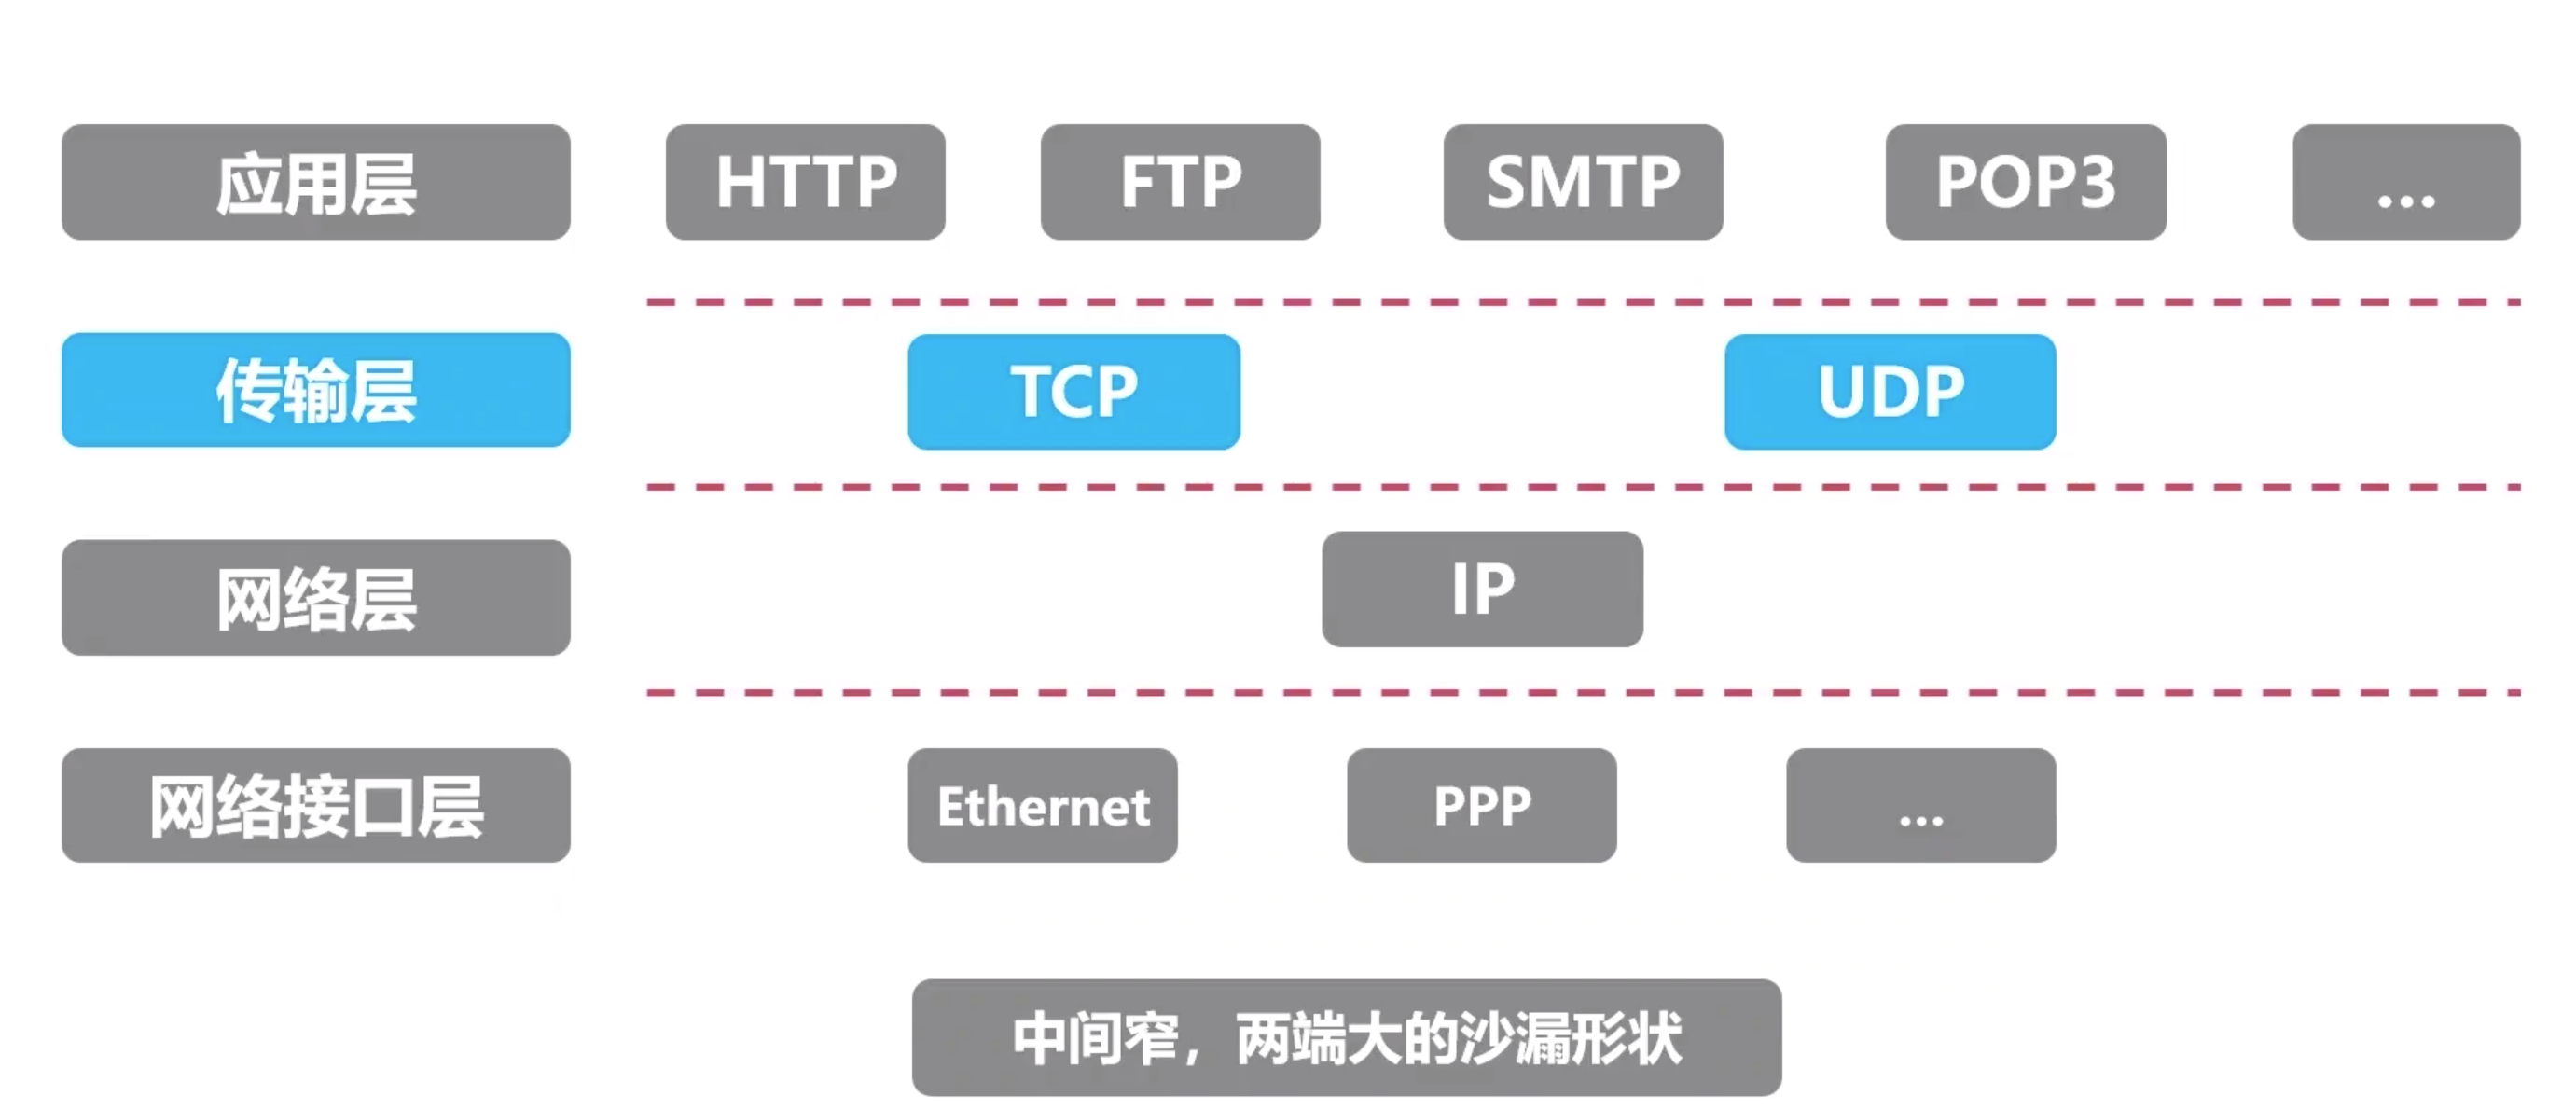 应用层 HTTP FTP SMTP POP3 ...
传输层 TCP UDP
网络层 IP
网络接口层 Ethernet PPP ...
中间窄，两端大的沙漏形状